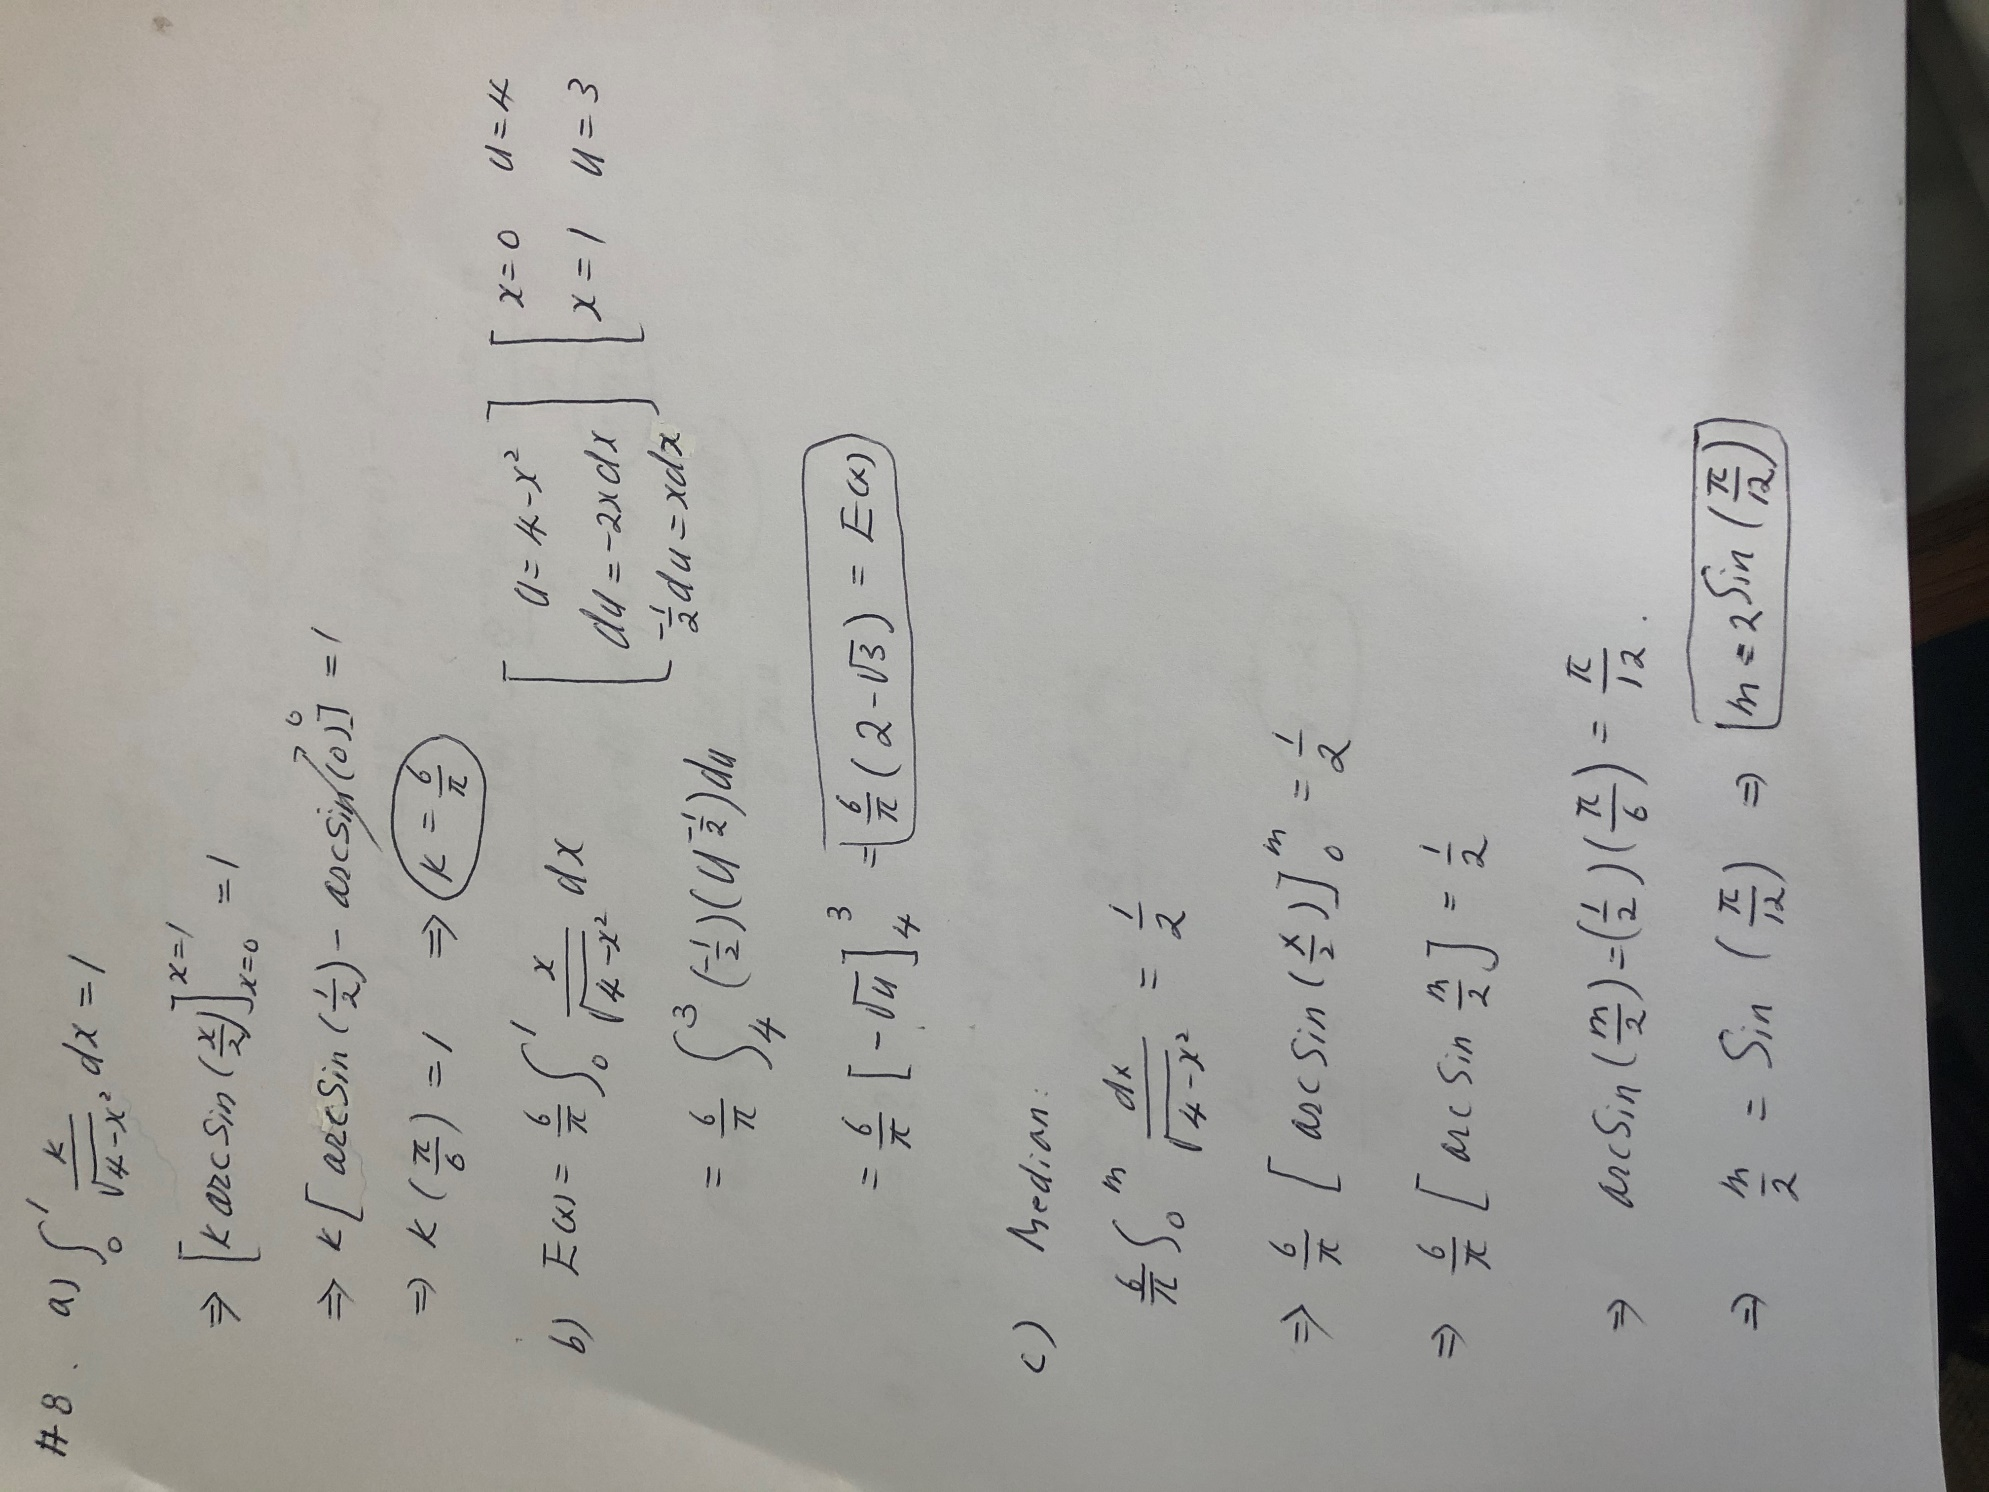 #8. a) ∫₀¹ k/√(4-x²) dx = 1
⇒ [k arcsin(x/2)]ₓ₌₀ˣ⁼¹ = 1
⇒ k[arcsin(1/2) - arcsin(0)]⁰ = 1
⇒ k(π/6) = 1 ⇒ k = 6/π
b) E(x) = 6/π ∫₀¹ x/√(4-x²) dx [u = 4-x² ] [x=0 u=4
du = -2x dx x=1 u=3
-1/2 du = x dx
= 6/π ∫₄³ (-1/2)(u^(-1/2)) du
= 6/π [-√u]₄³ = 6/π (2-√3) = E(x)
c) Median:
6/π ∫₀ᵐ dx/√(4-x²) = 1/2
⇒ 6/π [arcsin(x/2)]₀ᵐ = 1/2
⇒ 6/π [arcsin m/2] = 1/2
⇒ arcsin(m/2) = (1/2)(π/6) = π/12.
⇒ m/2 = Sin(π/12) ⇒ m = 2Sin(π/12)